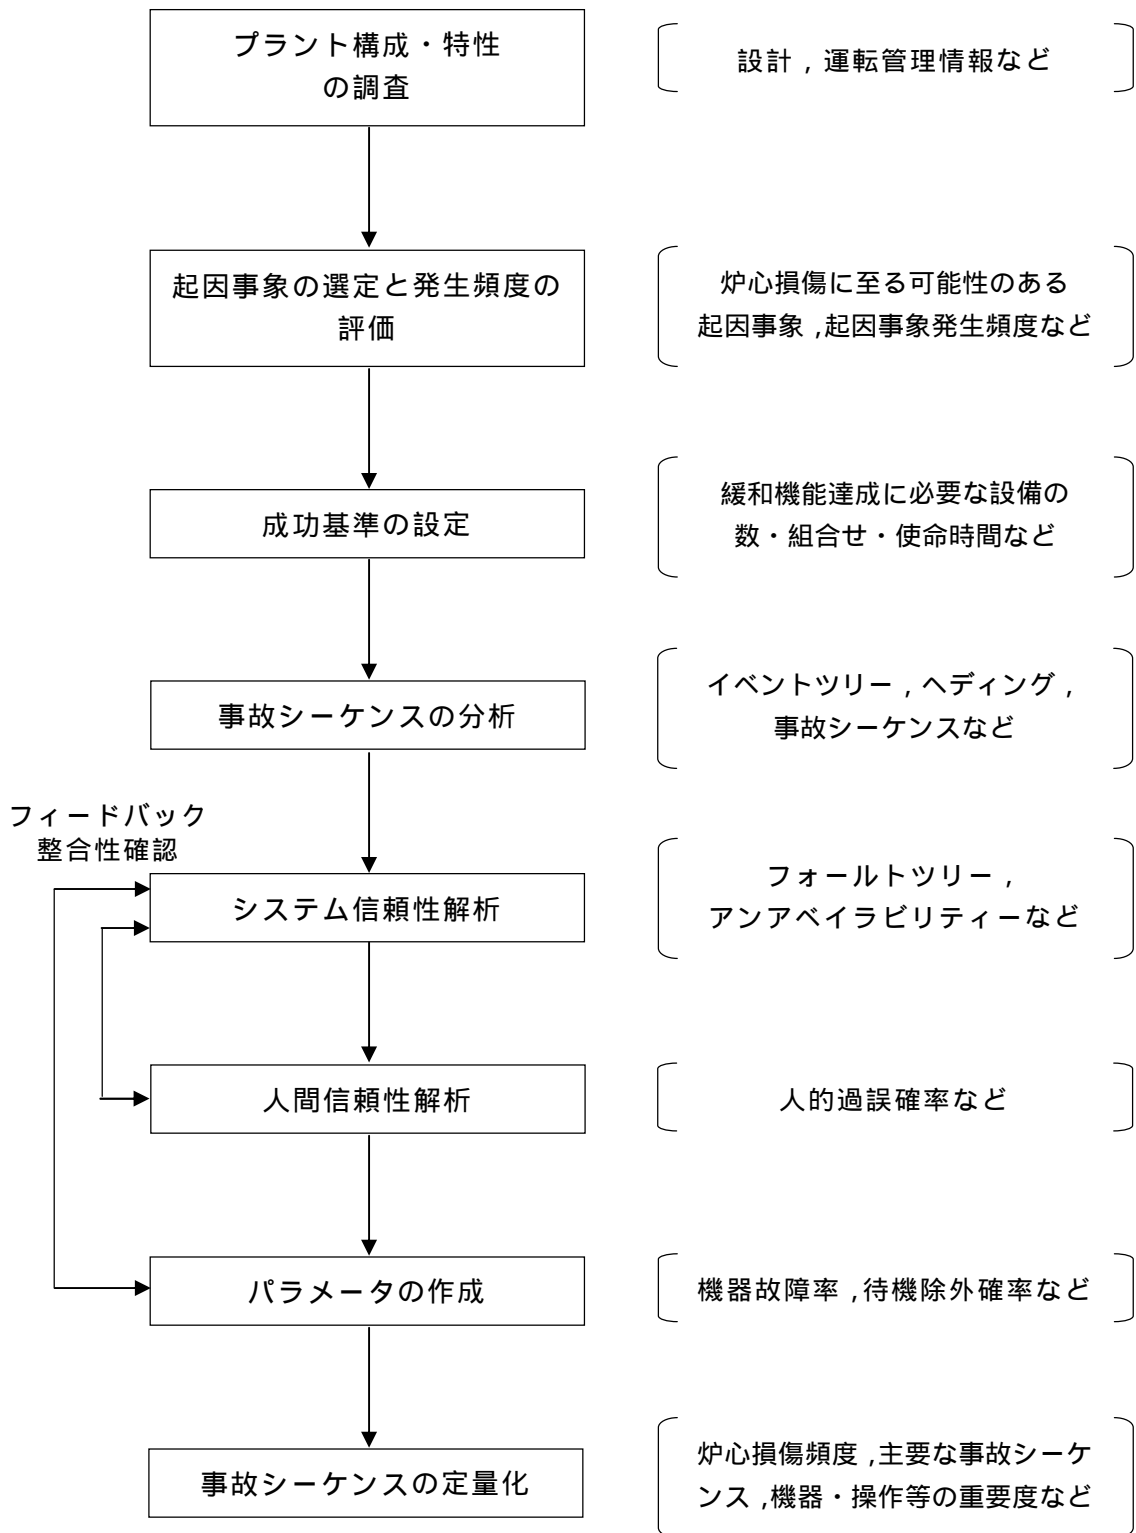 プラント構成・特性
の調査
設計，運転管理情報など
起因事象の選定と発生頻度の
評価
炉心損傷に至る可能性のある
起因事象，起因事象発生頻度など
成功基準の設定
緩和機能達成に必要な設備の
数・組合せ・使命時間など
事故シーケンスの分析
イベントツリー，ヘディング，
事故シーケンスなど
フィードバック
整合性確認
システム信頼性解析
フォールトツリー，
アンアベイラビリティーなど
人間信頼性解析
人的過誤確率など
パラメータの作成
機器故障率，待機除外確率など
事故シーケンスの定量化
炉心損傷頻度，主要な事故シーケ
ンス，機器・操作等の重要度など